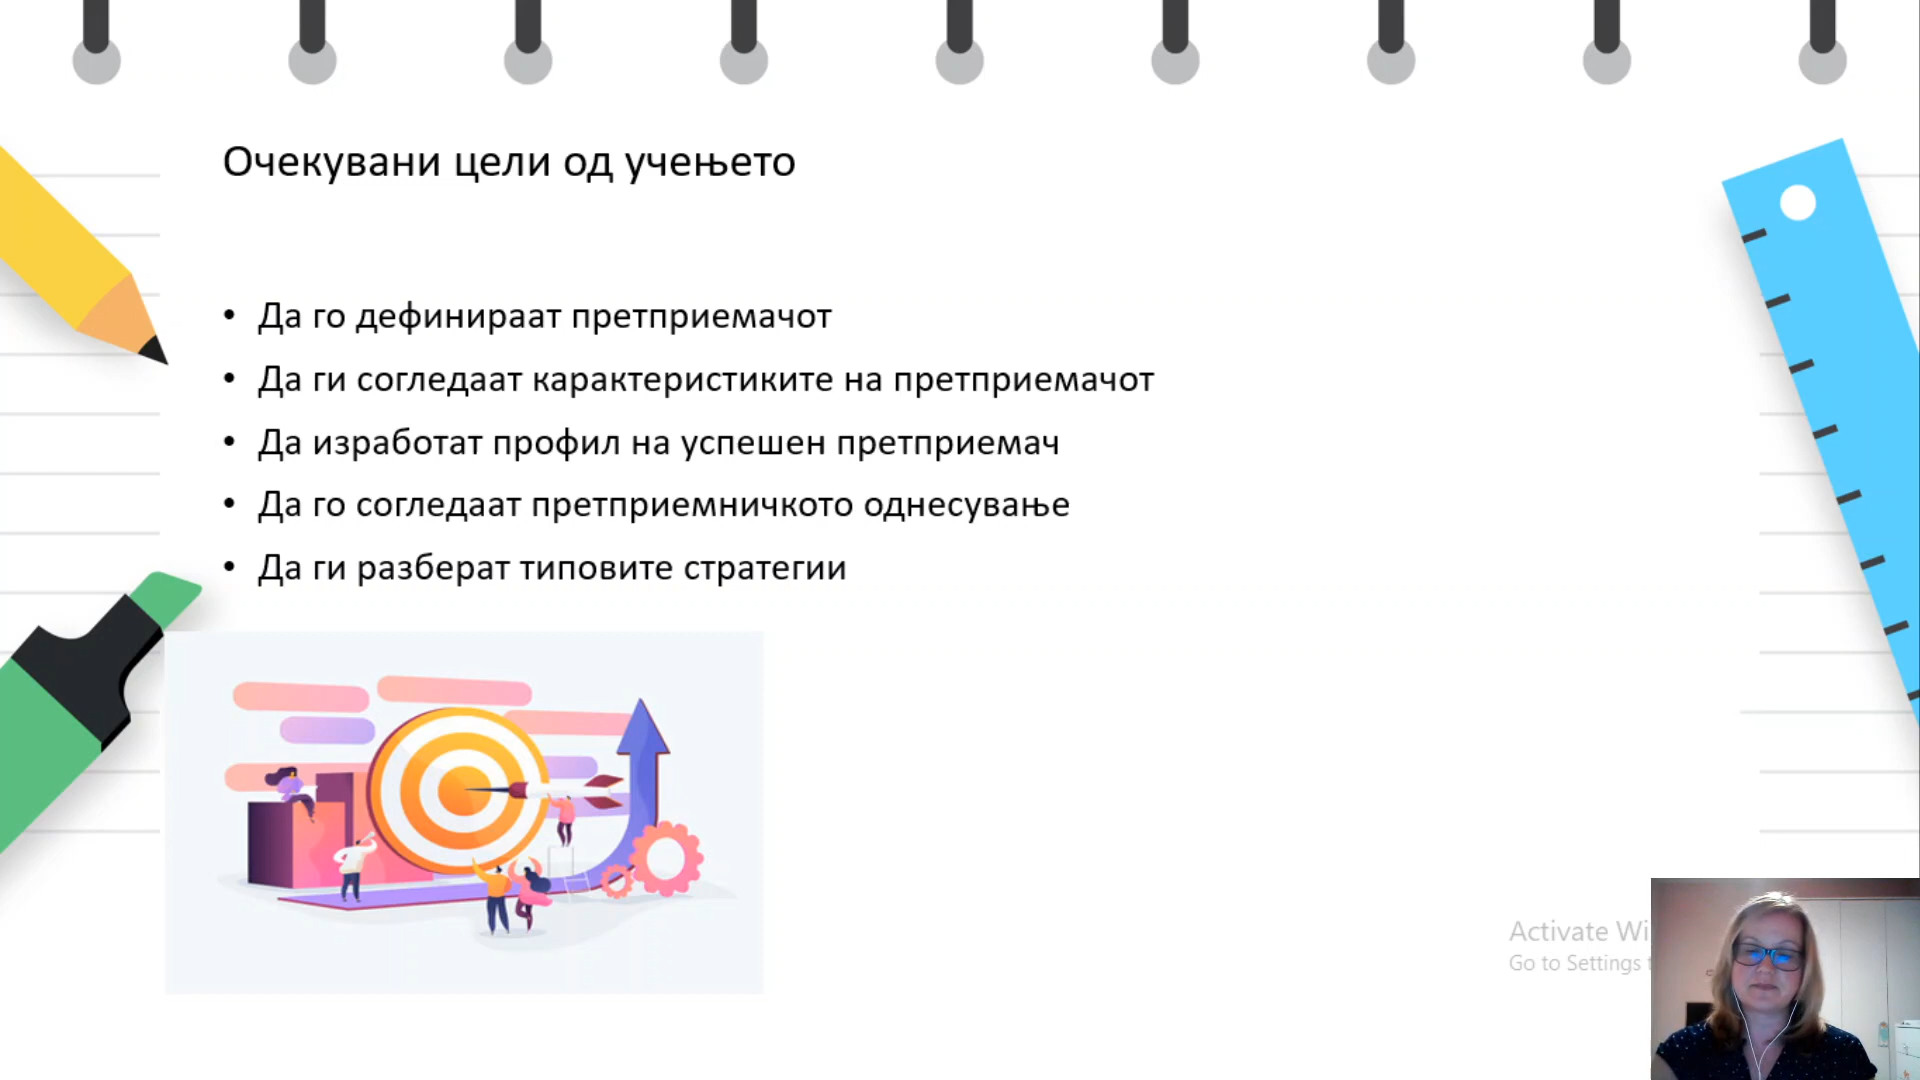 Очекувани цели од учењето
• Да го дефинираат претприемачот
• Да ги согледаат карактеристиките на претприемачот
• Да изработат профил на успешен претприемач
• Да го согледаат претприемничкото однесување
• Да ги разберат типовите стратегии
Activate Wi
Go to Settings t